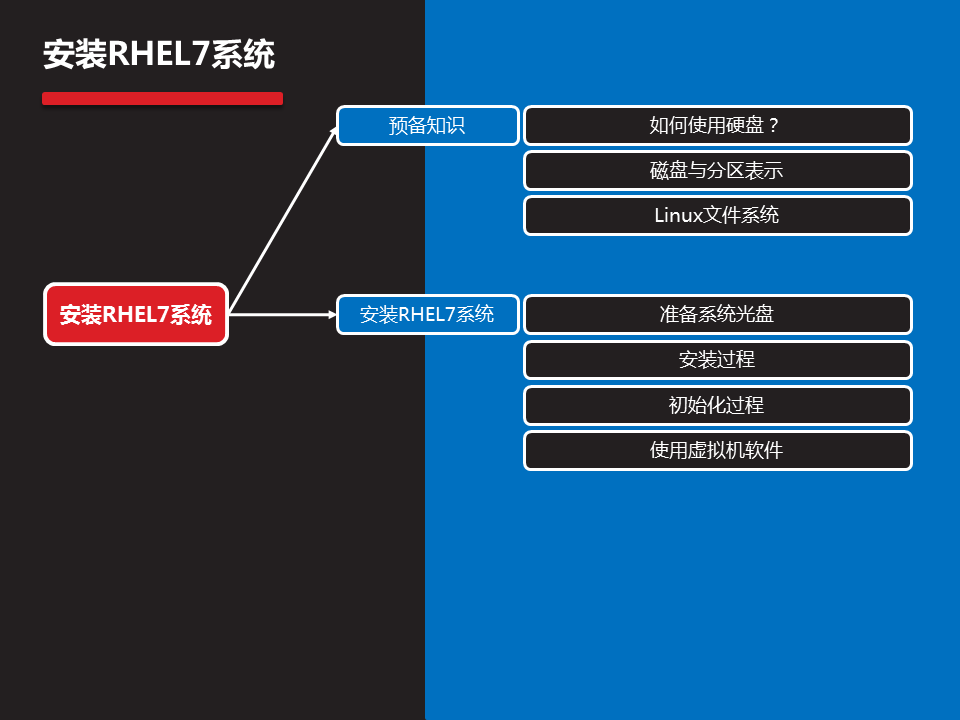 安装RHEL7系统
预备知识
如何使用硬盘？
磁盘与分区表示
Linux文件系统
安装RHEL7系统
安装RHEL7系统
准备系统光盘
安装过程
初始化过程
使用虚拟机软件